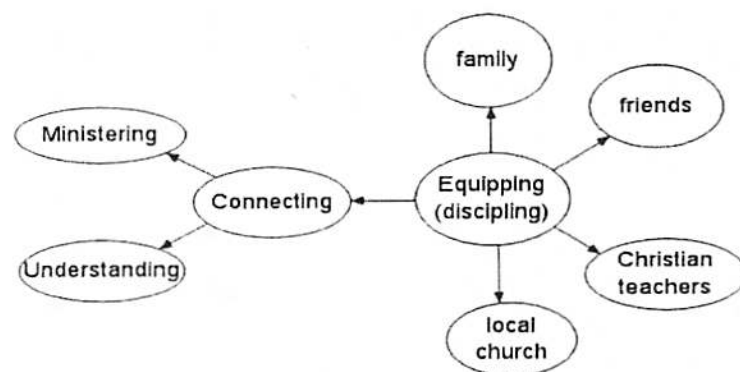 family
friends
Ministering
Connecting
Equipping
(discipling)
Understanding
Christian
teachers
local
church